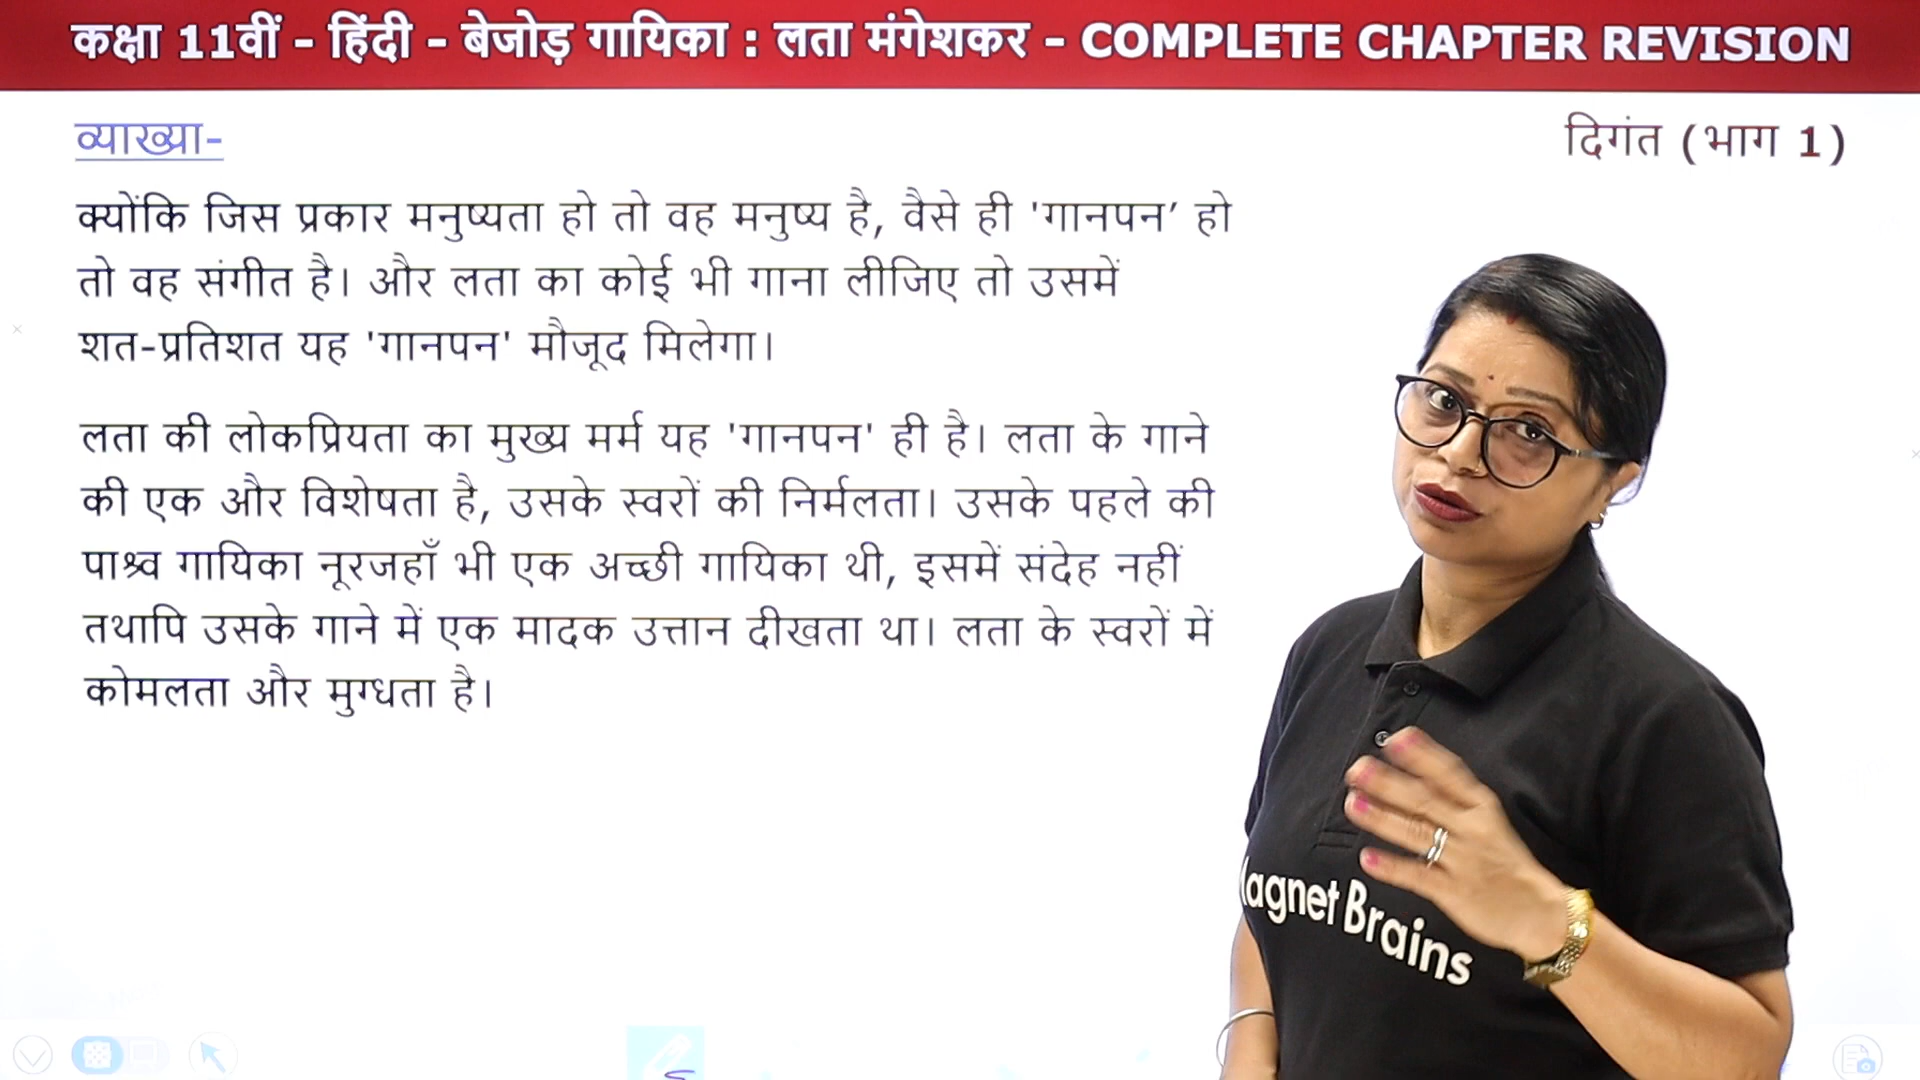 कक्षा 11वीं - हिंदी - बेजोड़ गायिका : लता मंगेशकर - COMPLETE CHAPTER REVISION
व्याख्या-
दिगंत (भाग 1)
क्योंकि जिस प्रकार मनुष्यता हो तो वह मनुष्य है, वैसे ही 'गानपन’ हो
तो वह संगीत है। और लता का कोई भी गाना लीजिए तो उसमें
शत-प्रतिशत यह 'गानपन' मौजूद मिलेगा।
लता की लोकप्रियता का मुख्य मर्म यह 'गानपन' ही है। लता के गाने
की एक और विशेषता है, उसके स्वरों की निर्मलता। उसके पहले की
पाश्र्व गायिका नूरजहाँ भी एक अच्छी गायिका थी, इसमें संदेह नहीं
तथापि उसके गाने में एक मादक उत्तान दीखता था। लता के स्वरों में
कोमलता और मुग्धता है।
agnet Brains